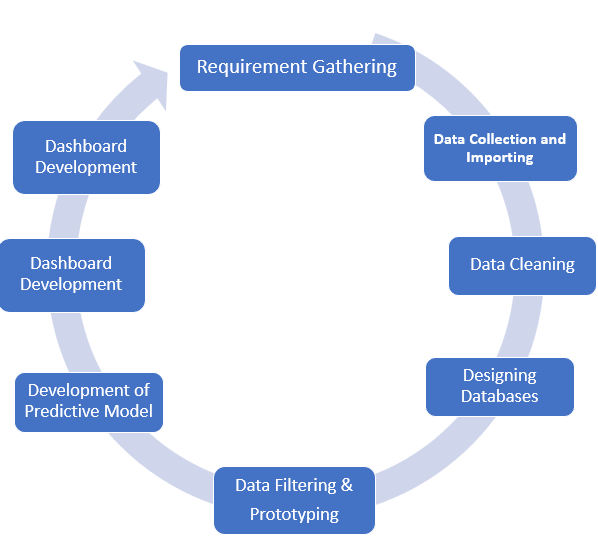 Requirement Gathering
Data Collection and
Importing
Data Cleaning
Designing
Databases
Data Filtering &
Prototyping
Development of
Predictive Model
Dashboard
Development
Dashboard
Development